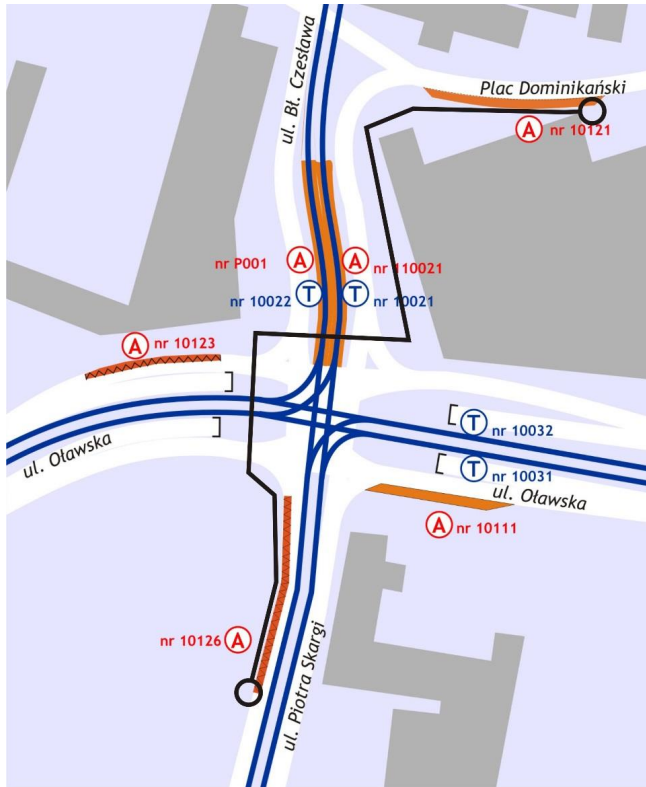 ul. Bł. Czesława
Plac Dominikański
A nr 10121
nr P001 A
A nr 110021
nr 10022 T
T nr 10021
A nr 10123
T nr 10032
T nr 10031
ul. Oławska
ul. Oławska
A nr 10111
nr 10126 A
ul. Piotra Skargi